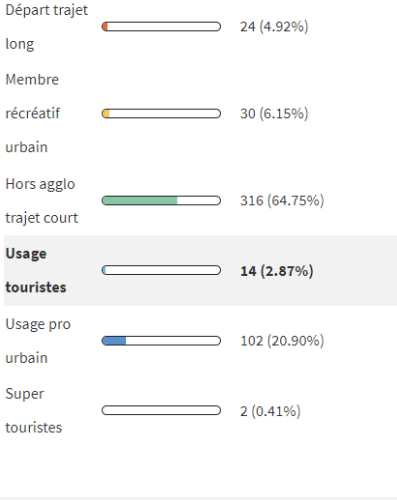 Départ trajet
long
24 (4.92%)
Membre
récréatif
urbain
30 (6.15%)
Hors agglo
trajet court
316 (64.75%)
Usage
touristes
14 (2.87%)
Usage pro
urbain
102 (20.90%)
Super
touristes
2 (0.41%)